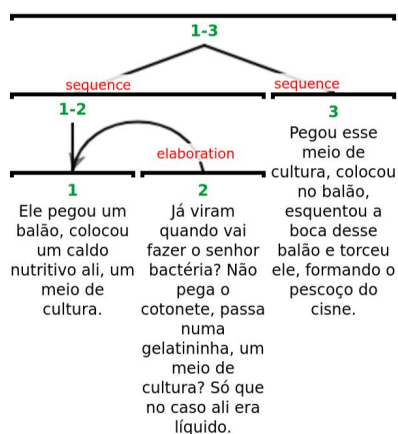 1-3
sequence
sequence
1-2
3
elaboration
1
Ele pegou um
balão, colocou
um caldo
nutritivo ali, um
meio de
cultura.
2
Já viram
quando vai
fazer o senhor
bactéria? Não
pega o
cotonete, passa
numa
gelatininha, um
meio de
cultura? Só que
no caso ali era
líquido.
Pegou esse
meio de
cultura, colocou
no balão,
esquentou a
boca desse
balão e torceu
ele, formando o
pescoço do
cisne.